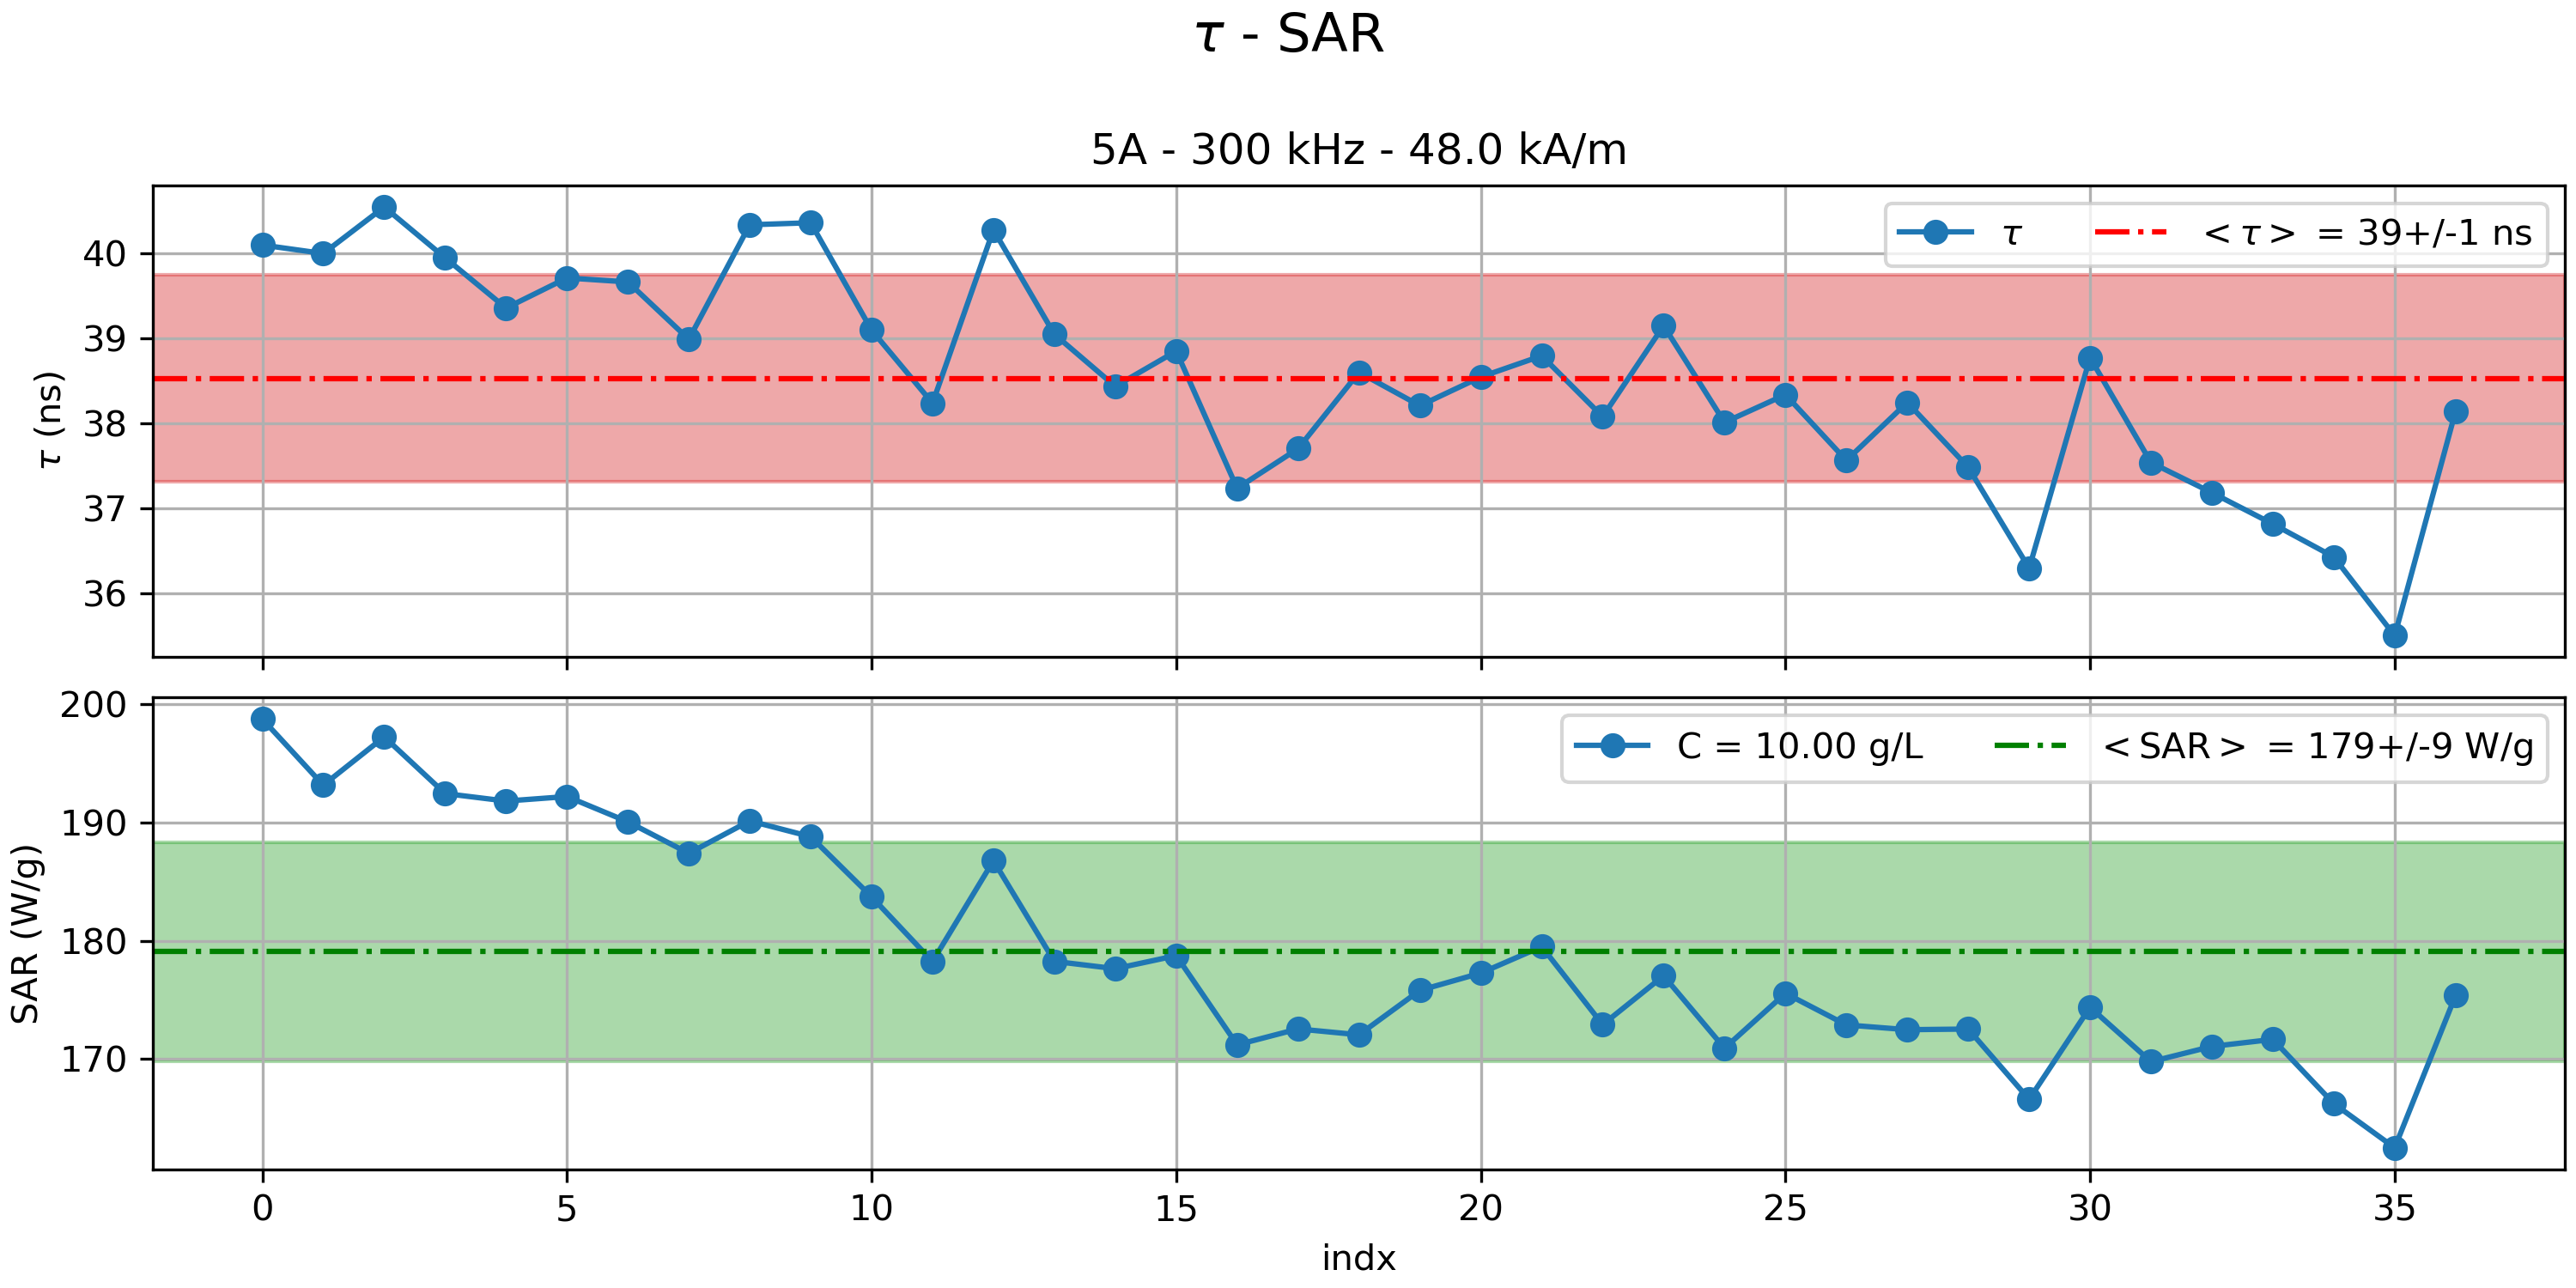 τ - SAR
5A - 300 kHz - 48.0 kA/m
τ (ns)
40
39
38
37
36
τ
<τ> = 39+/-1 ns
SAR (W/g)
200
190
180
170
C = 10.00 g/L
<SAR> = 179+/-9 W/g
0 5 10 15 20 25 30 35
indx